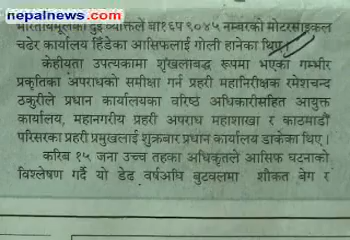 nepalnews.com
भारतीयमूलका दुई व्यक्तिले बा१६प ९०४५ नम्बरको मोटरसाइकल
चढेर कार्यालय हिँडेका आसिफलाई गोली हानेका थिए।
केहीयता उपत्यकामा शृंखलाबद्ध रूपमा भएका गम्भीर
प्रकृतिका अपराधको समीक्षा गर्न प्रहरी महानिरीक्षक रमेशचन्द
ठकुरीले प्रधान कार्यालयका वरिष्ठ अधिकारीसहित आयुक्त
कार्यालय, महानगरीय प्रहरी अपराध महाशाखा र काठमाडौं
परिसरका प्रहरी प्रमुखलाई शुक्रबार प्रधान कार्यालय डाकेका थिए।
करिब १५ जना उच्च तहका अधिकृतले आसिफ घटनाको
विश्लेषण गर्दै यो डेढ वर्षअघि बुटवलमा शौकत बेग र